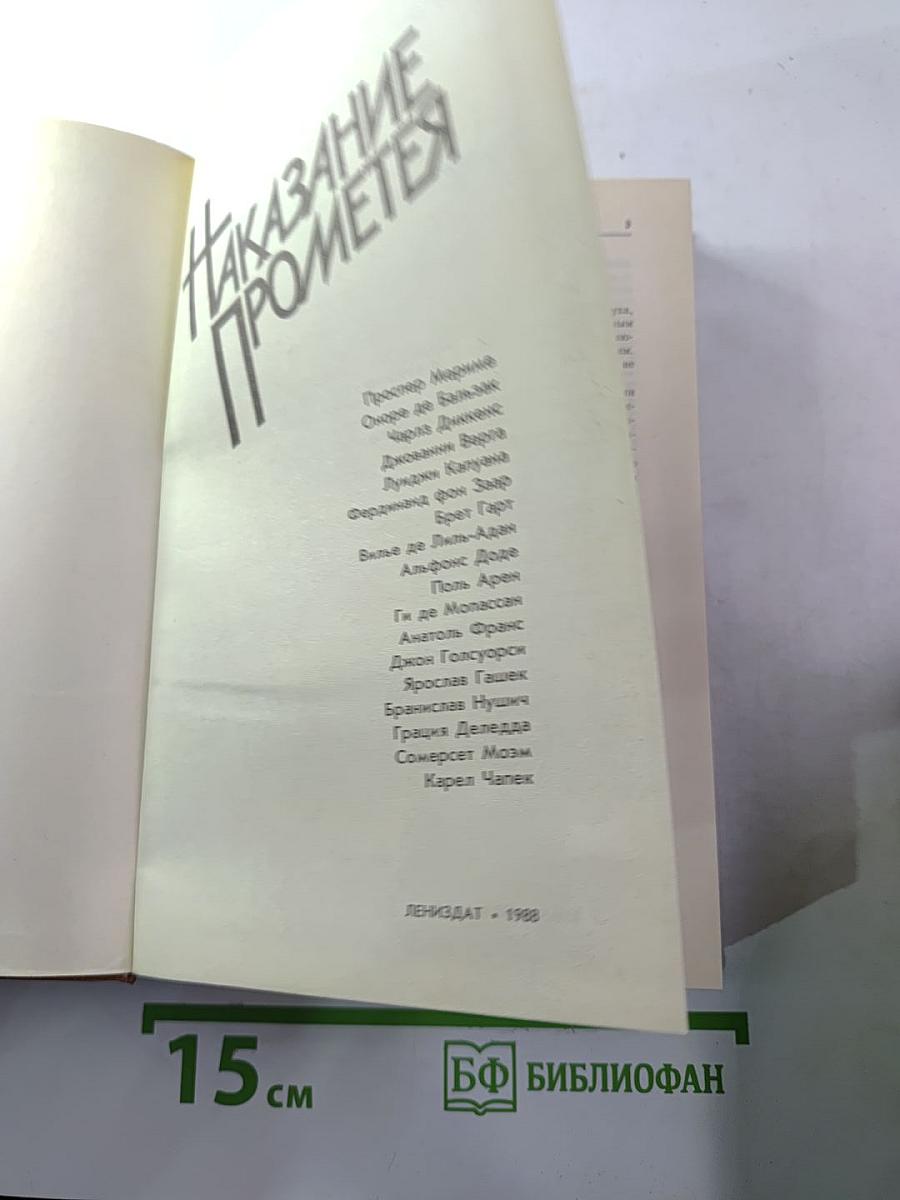 НАКАЗАНИЕ
ПРОМЕТЕЯ
Проспер Мериме
Оноре де Бальзак
Чарлз Диккенс
Джованни Верга
Луиджи Капуана
Фердинанд фон Заар
Брет Гарт
Вилье де Лиль-Адан
Альфонс Доде
Поль Арен
Ги де Мопассан
Анатоль Франс
Джон Голсуорси
Ярослав Гашек
Бранислав Нушич
Грация Деледда
Сомерсет Моэм
Карел Чапек
ЛЕНИЗДАТ • 1988
9
15 см
БФ БИБЛИОФАН